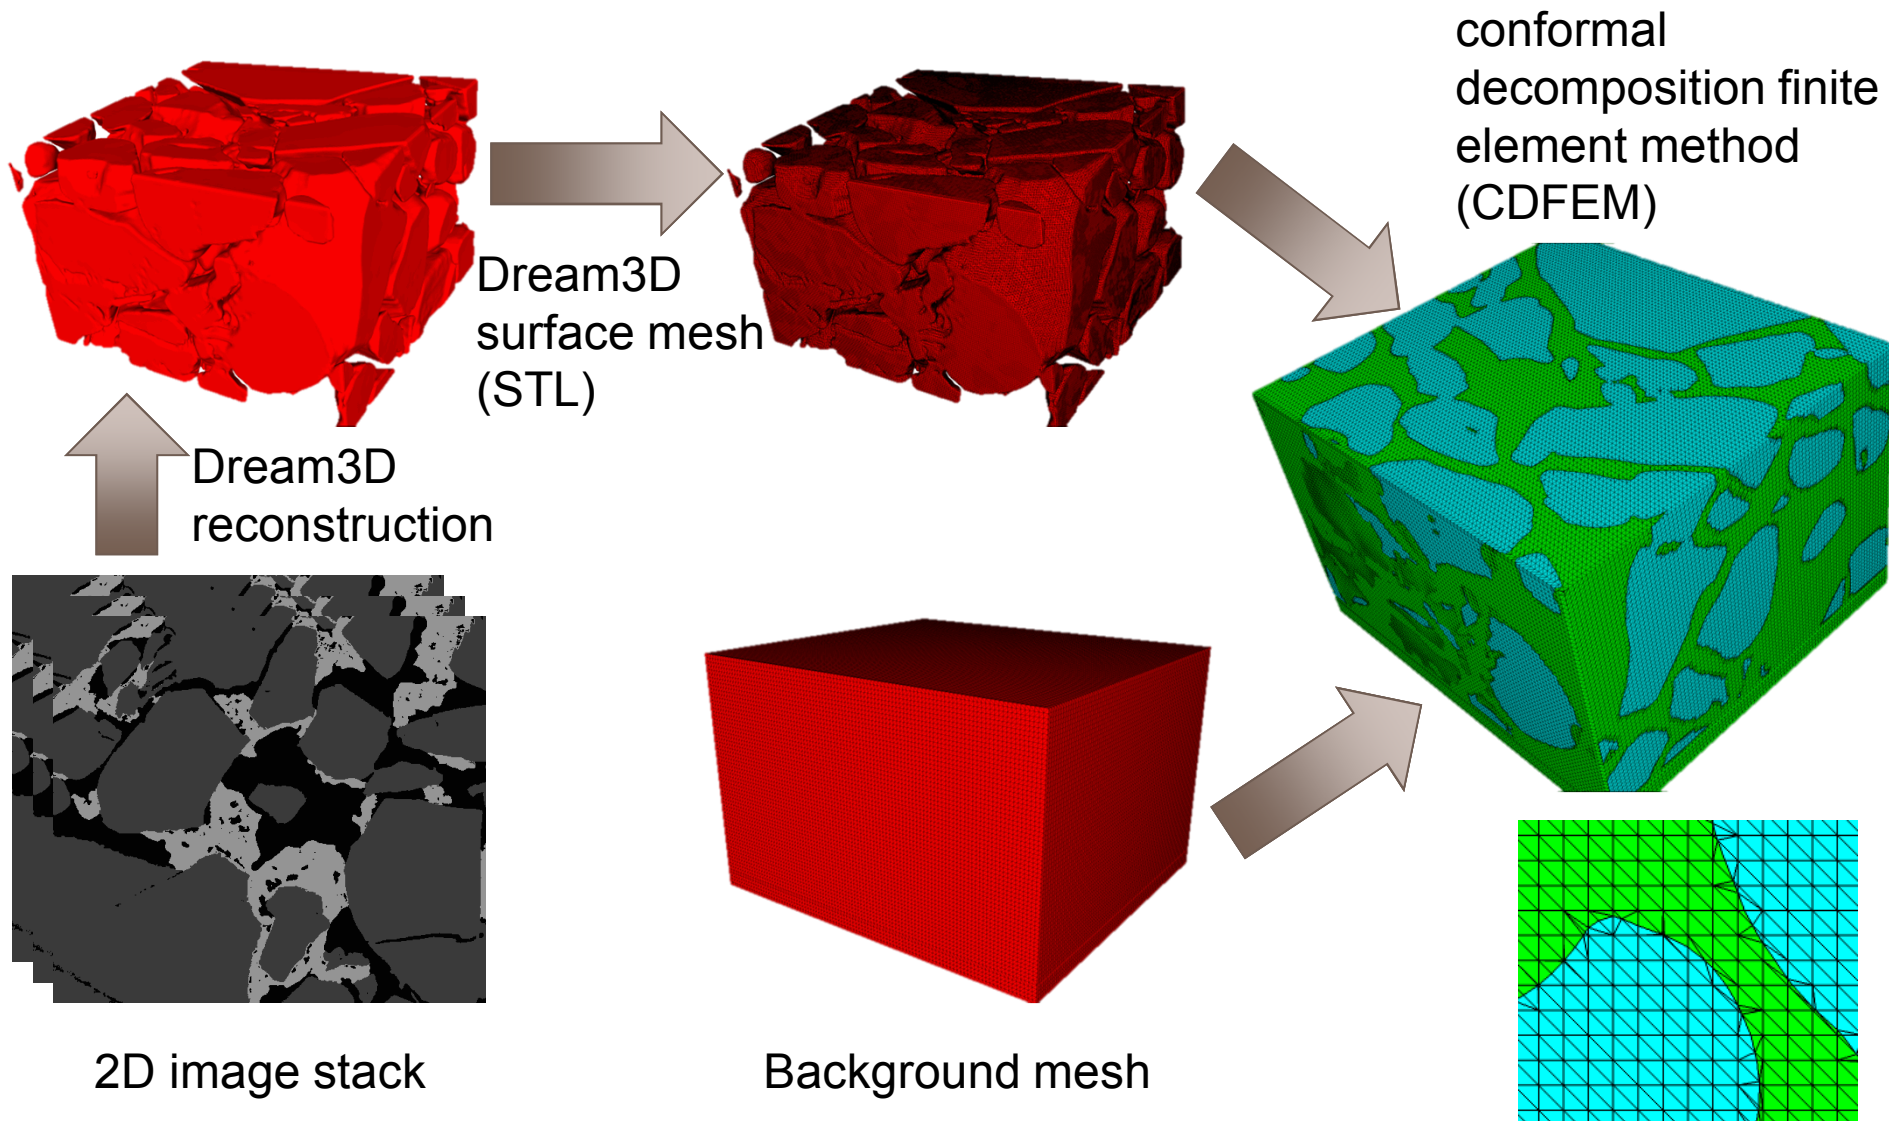 conformal
decomposition finite
element method
(CDFEM)
Dream3D
surface mesh
(STL)
Dream3D
reconstruction
2D image stack
Background mesh